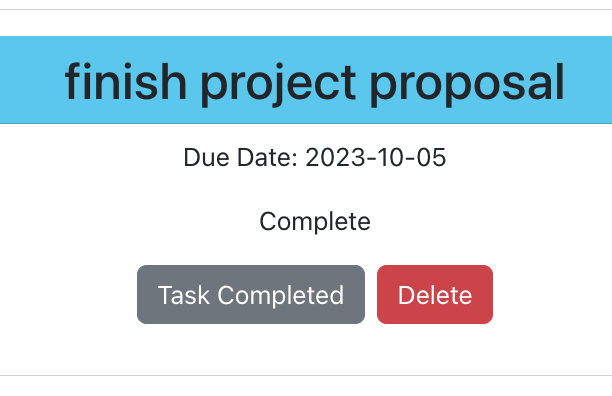 finish project proposal
Due Date: 2023-10-05
Complete
Task Completed
Delete